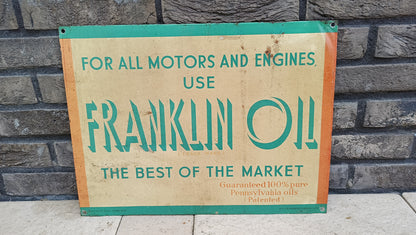 FOR ALL MOTORS AND ENGINES
USE
FRANKLIN OIL
THE BEST OF THE MARKET
Guaranteed 100% pure
Pennsylvania oils
(Patented)